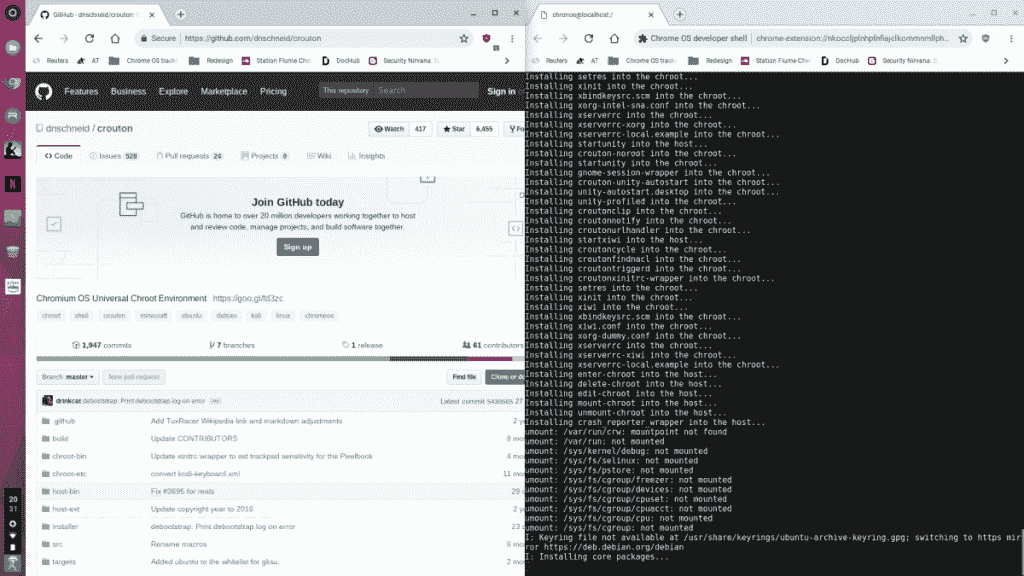 GitHub - dnschneid/crouton: C
Secure https://github.com/dnschneid/crouton
Reuters AT Chrome OS track Redesign Station Fiume Che DocHub Security Nirvana:
Features Business Explore Marketplace Pricing This repository Search Sign in
dnschneid / crouton Watch 417 Star 6,455 Fo
Code Issues 528 Pull requests 24 Projects 0 Wiki Insights
Join GitHub today
GitHub is home to over 20 million developers working together to host
and review code, manage projects, and build software together.
Sign up
Chromium OS Universal Chroot Environment https://goo.gl/fd3zc
chroot shell crouton minecraft ubuntu debian kali linux chromeos
1,947 commits 7 branches 1 release 61 contributors
Branch: master New pull request Find file Clone or do
drinkcat debootstrap: Print debootstrap log on error Latest commit 27
.github Add TuxRacer Wikipedia link and markdown adjustments 2 y
build Update CONTRIBUTORS 8 mo
chroot-bin Update xinitrc wrapper to set trackpad sensitivity for the Pixelbook 4 mo
chroot-etc convert kodi-keyboard.xml 11 mo
host-bin Fix #3695 for reals 29
host-ext Update copyright year to 2016 2 y
installer debootstrap: Print debootstrap log on error 23
src Rename macros 8 m
targets Added ubuntu to the whitelist for gksu. 2
20
31
chronos@localhost:/
Chrome OS developer shell chrome-extension://nkoccljplnhpfnfiajclkommnmllph...
Reuters AT Chrome OS track Redesign Station Fiume Che DocHub Security Nirvana:
Installing setres into the chroot...
Installing xinit into the chroot...
Installing xbindkeysrc.scm into the chroot...
Installing xorg-intel-sna.conf into the chroot...
Installing xserverrc into the chroot...
Installing xserverrc-xorg into the chroot...
Installing xserverrc-local.example into the chroot...
Installing startunity into the host...
Installing crouton-noroot into the chroot...
Installing startunity into the chroot...
Installing gnome-session-wrapper into the chroot...
Installing crouton-unity-autostart into the chroot...
Installing unity-autostart.desktop into the chroot...
Installing unity-profiled into the chroot...
Installing croutonclip into the chroot...
Installing croutonnotify into the chroot...
Installing croutonurlhandler into the chroot...
Installing startxiwi into the host...
Installing croutoncycle into the chroot...
Installing croutonfindnacl into the chroot...
Installing croutontriggerd into the chroot...
Installing croutonxinitrc-wrapper into the chroot...
Installing setres into the chroot...
Installing xinit into the chroot...
Installing xiwi into the chroot...
Installing xbindkeysrc.scm into the chroot...
Installing xiwi.conf into the chroot...
Installing xorg-dummy.conf into the chroot...
Installing xserverrc into the chroot...
Installing xserverrc-xiwi into the chroot...
Installing xserverrc-local.example into the chroot...
Installing enter-chroot into the host...
Installing delete-chroot into the host...
Installing edit-chroot into the host...
Installing mount-chroot into the host...
Installing unmount-chroot into the host...
Installing crash_reporter_wrapper into the host...
umount: /var/run/crw: mountpoint not found
umount: /var/run: not mounted
umount: /sys/kernel/debug: not mounted
umount: /sys/fs/selinux: not mounted
umount: /sys/fs/pstore: not mounted
umount: /sys/fs/cgroup/freezer: not mounted
umount: /sys/fs/cgroup/devices: not mounted
umount: /sys/fs/cgroup/cpuset: not mounted
umount: /sys/fs/cgroup/cpuacct: not mounted
umount: /sys/fs/cgroup/cpu: not mounted
umount: /sys/fs/cgroup: not mounted
I: Keyring file not available at /usr/share/keyrings/ubuntu-archive-keyring.gpg; switching to https mir
ror https://deb.debian.org/debian
I: Installing core packages...